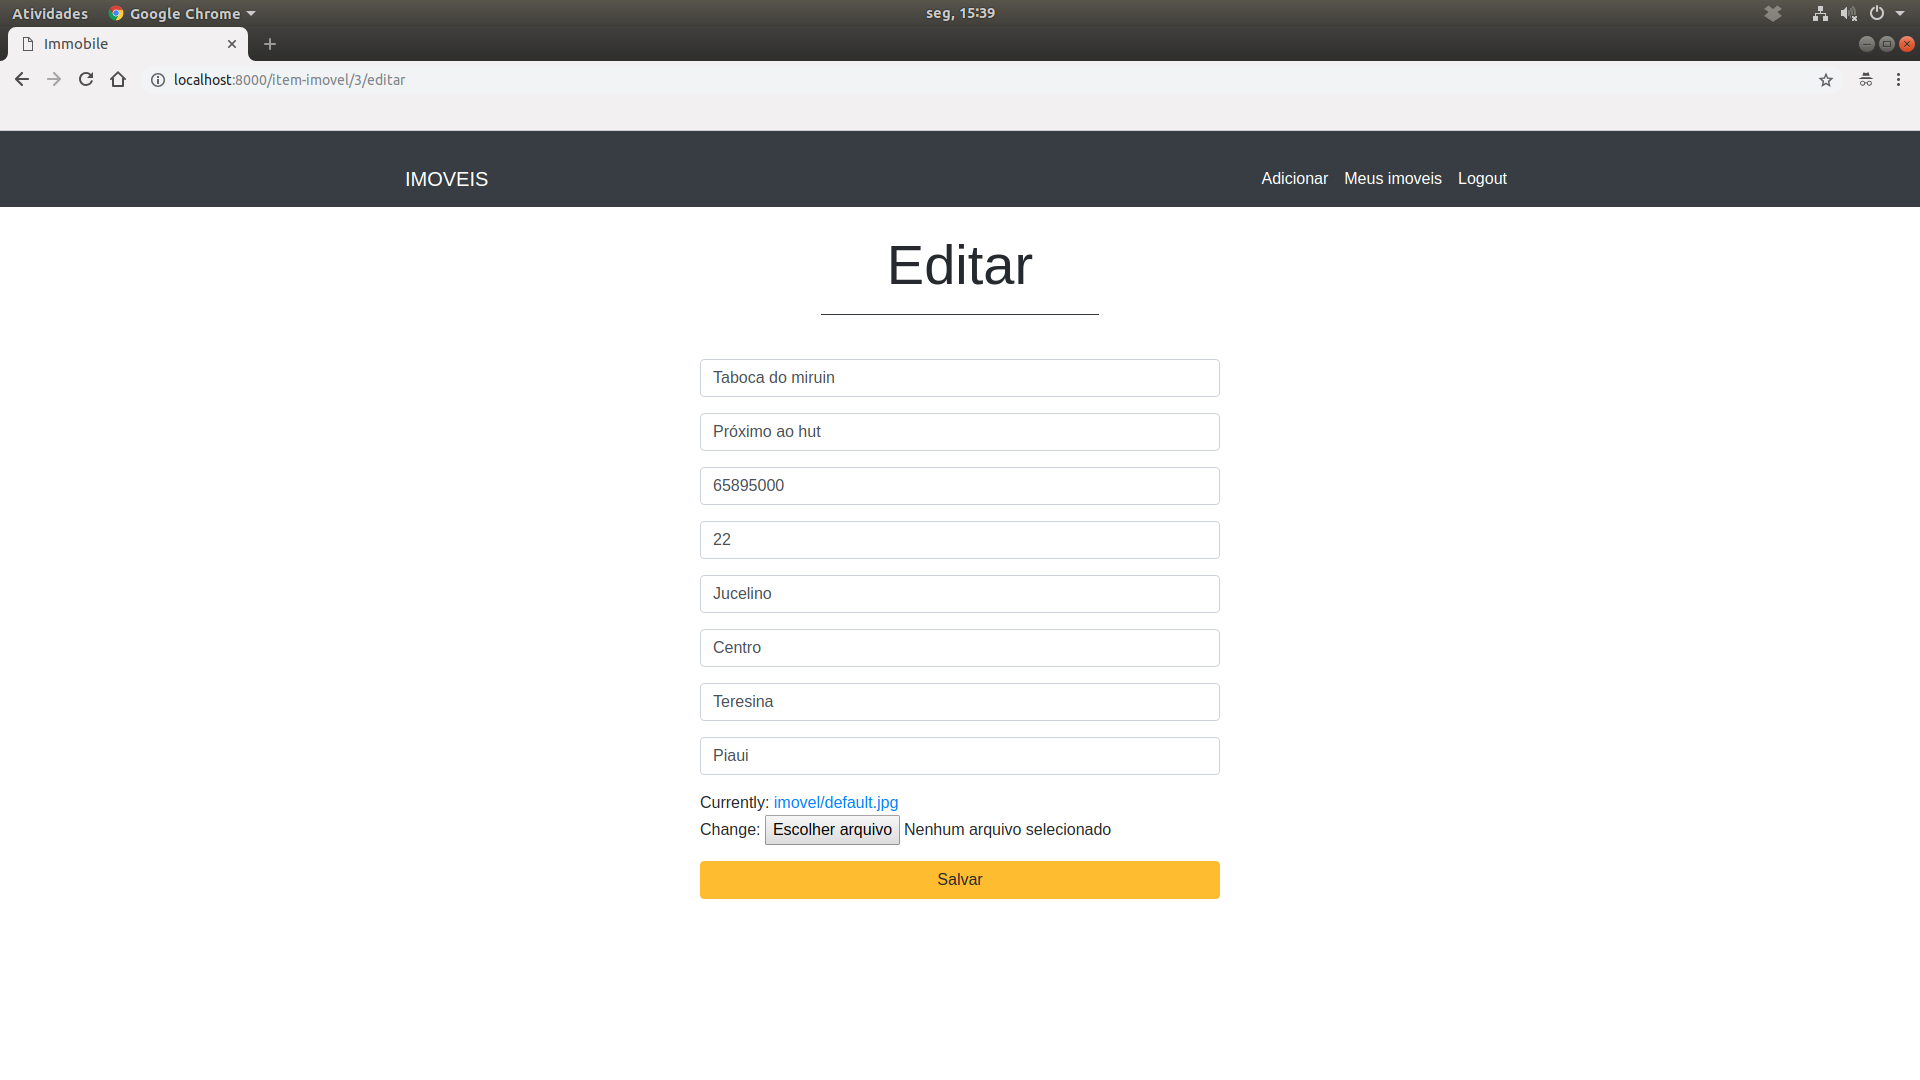 Atividades Google Chrome seg, 15:39
Immobile
localhost:8000/item-imovel/3/editar
IMOVEIS Adicionar Meus imoveis Logout
Editar
Taboca do miruin
Próximo ao hut
65895000
22
Jucelino
Centro
Teresina
Piaui
Currently: imovel/default.jpg
Change: Escolher arquivo Nenhum arquivo selecionado
Salvar